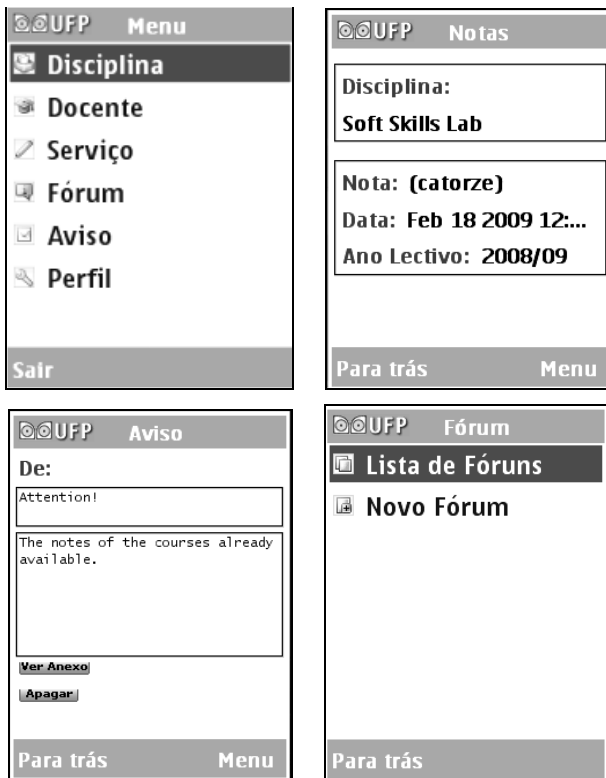 UFP Menu
Disciplina
Docente
Serviço
Fórum
Aviso
Perfil
Sair
UFP Notas
Disciplina:
Soft Skills Lab
Nota: (catorze)
Data: Feb 18 2009 12:...
Ano Lectivo: 2008/09
Para trás Menu
UFP Aviso
De:
Attention!
The notes of the courses already
available.
Ver Anexo
Apagar
Para trás Menu
UFP Fórum
Lista de Fóruns
Novo Fórum
Para trás